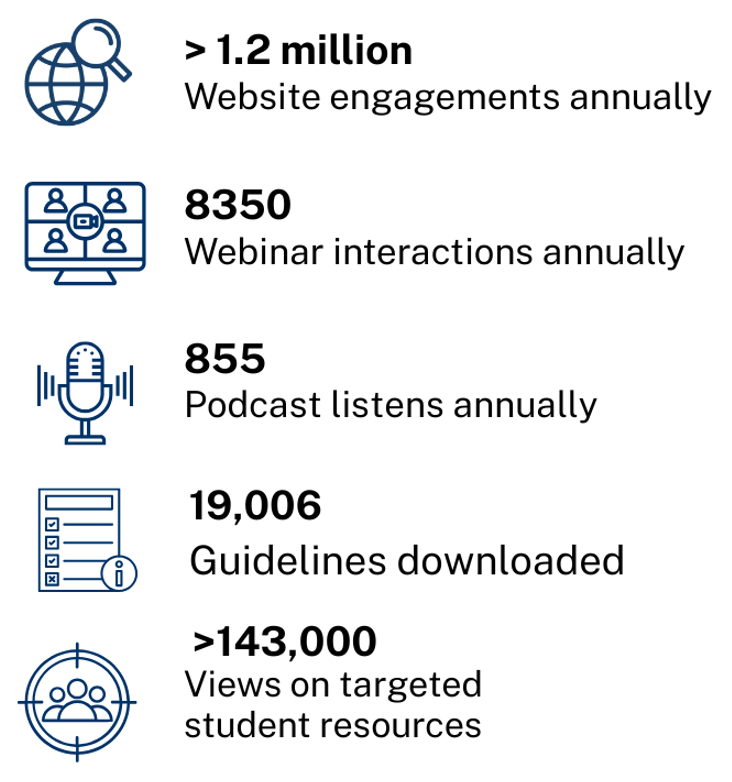 > 1.2 million
Website engagements annually
8350
Webinar interactions annually
855
Podcast listens annually
19,006
Guidelines downloaded
>143,000
Views on targeted
student resources